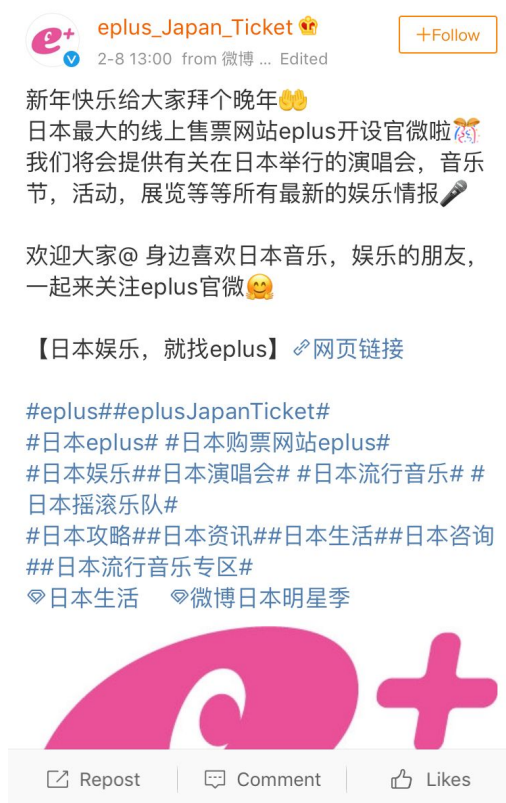 eplus_Japan_Ticket
+Follow
2-8 13:00 from 微博 ... Edited
新年快乐给大家拜个晚年🤲
日本最大的线上售票网站eplus开设官微啦🎊
我们将会提供有关在日本举行的演唱会，音乐
节，活动，展览等等所有最新的娱乐情报🎤
欢迎大家@ 身边喜欢日本音乐，娱乐的朋友，
一起来关注eplus官微🤗
【日本娱乐，就找eplus】网页链接
#eplus##eplusJapanTicket#
#日本eplus# #日本购票网站eplus#
#日本娱乐##日本演唱会# #日本流行音乐# #
日本摇滚乐队#
#日本攻略##日本资讯##日本生活##日本咨询
##日本流行音乐专区#
日本生活 微博日本明星季
e+
Repost Comment Likes